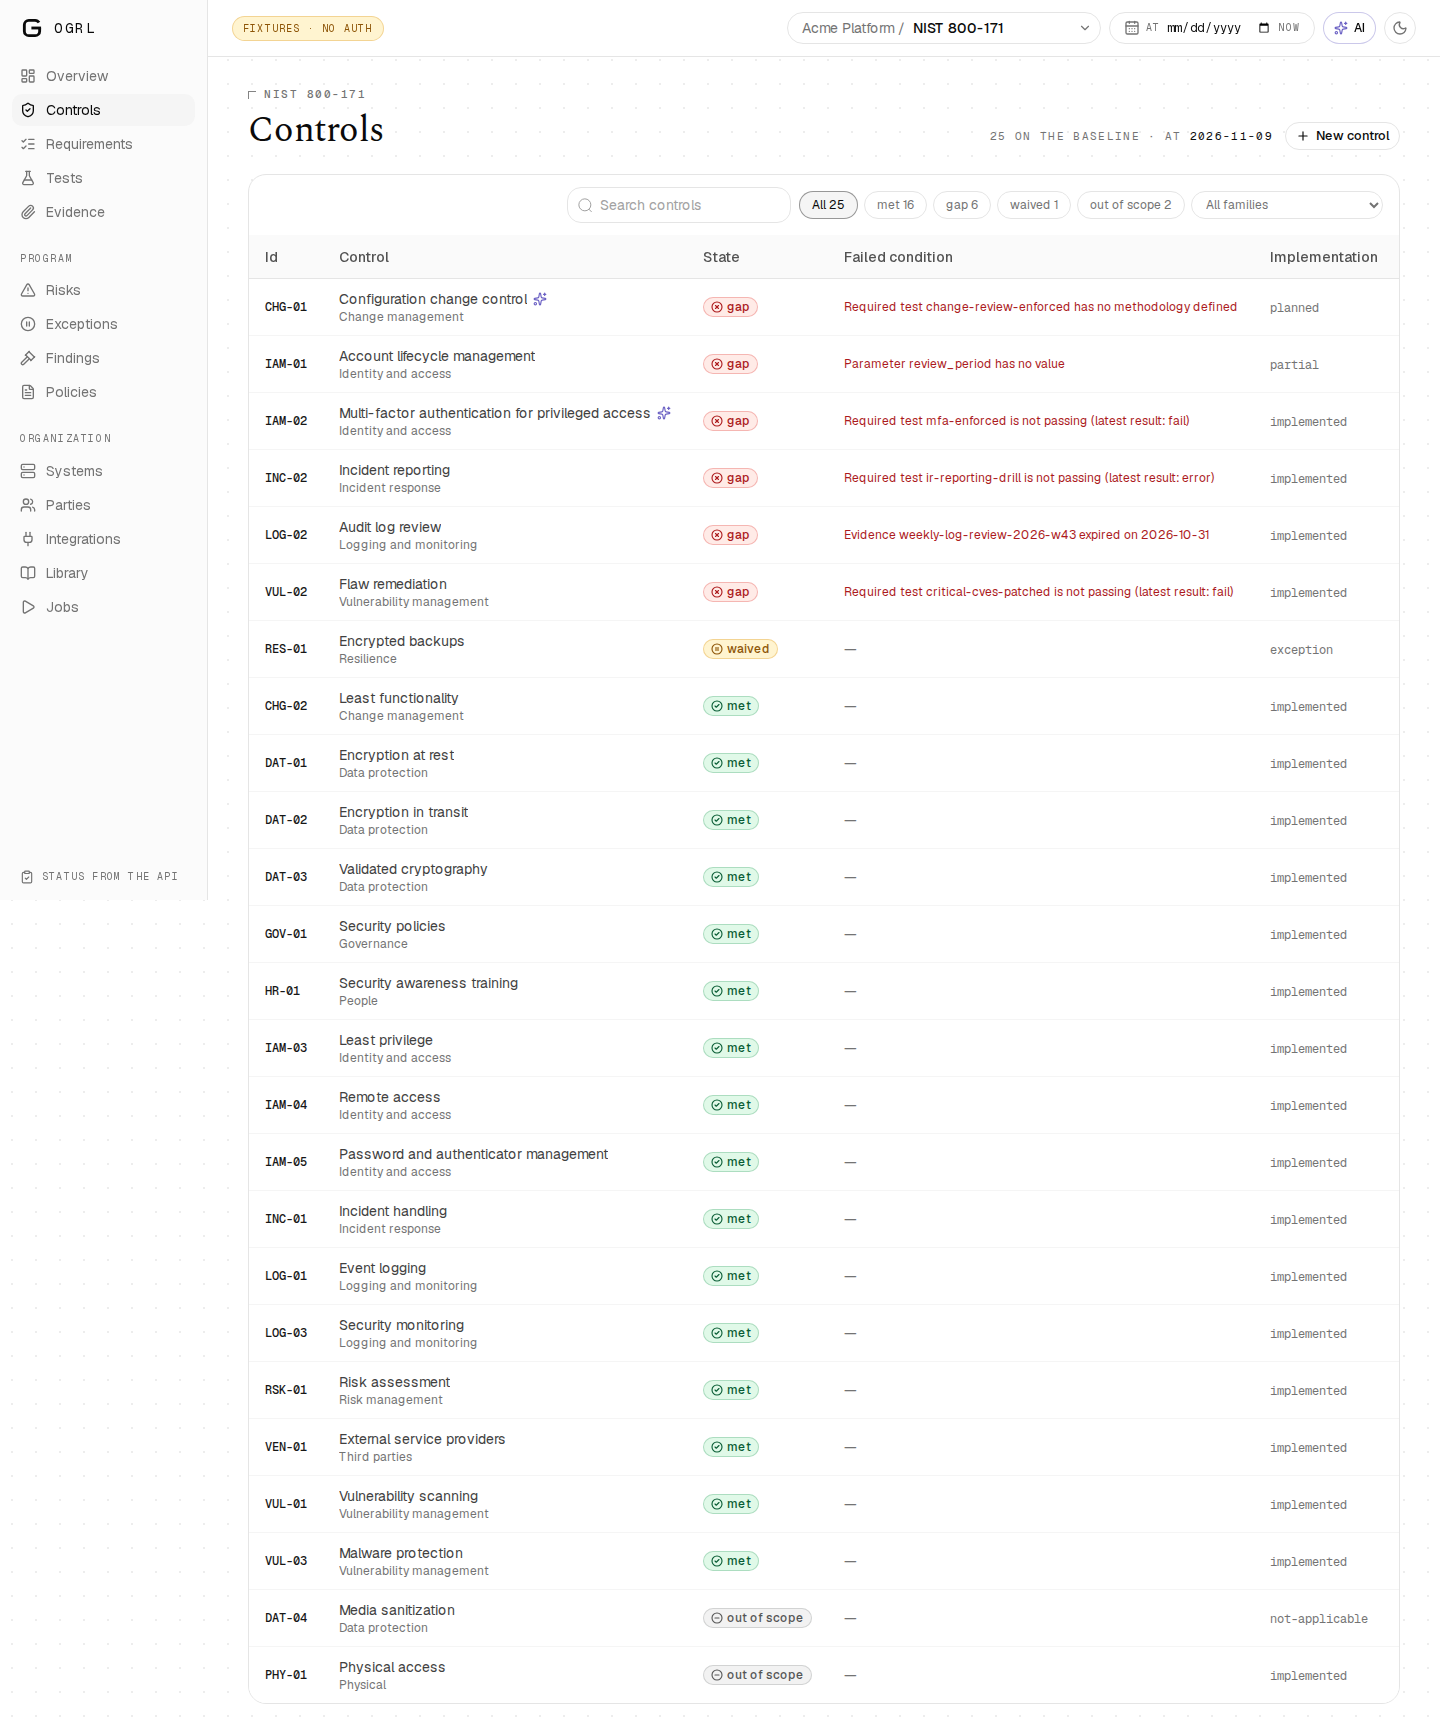 OGRL
FIXTURES · NO AUTH
Acme Platform / NIST 800-171
AT mm/dd/yyyy NOW
AI
Overview
Controls
Requirements
Tests
Evidence
PROGRAM
Risks
Exceptions
Findings
Policies
ORGANIZATION
Systems
Parties
Integrations
Library
Jobs
STATUS FROM THE API
NIST 800-171
Controls
25 ON THE BASELINE · AT 2026-11-09
New control
Search controls
All 25
met 16
gap 6
waived 1
out of scope 2
All families
Id Control State Failed condition Implementation
CHG-01 Configuration change control gap Required test change-review-enforced has no methodology defined planned
Change management
IAM-01 Account lifecycle management gap Parameter review_period has no value partial
Identity and access
IAM-02 Multi-factor authentication for privileged access gap Required test mfa-enforced is not passing (latest result: fail) implemented
Identity and access
INC-02 Incident reporting gap Required test ir-reporting-drill is not passing (latest result: error) implemented
Incident response
LOG-02 Audit log review gap Evidence weekly-log-review-2026-w43 expired on 2026-10-31 implemented
Logging and monitoring
VUL-02 Flaw remediation gap Required test critical-cves-patched is not passing (latest result: fail) implemented
Vulnerability management
RES-01 Encrypted backups waived — exception
Resilience
CHG-02 Least functionality met — implemented
Change management
DAT-01 Encryption at rest met — implemented
Data protection
DAT-02 Encryption in transit met — implemented
Data protection
DAT-03 Validated cryptography met — implemented
Data protection
GOV-01 Security policies met — implemented
Governance
HR-01 Security awareness training met — implemented
People
IAM-03 Least privilege met — implemented
Identity and access
IAM-04 Remote access met — implemented
Identity and access
IAM-05 Password and authenticator management met — implemented
Identity and access
INC-01 Incident handling met — implemented
Incident response
LOG-01 Event logging met — implemented
Logging and monitoring
LOG-03 Security monitoring met — implemented
Logging and monitoring
RSK-01 Risk assessment met — implemented
Risk management
VEN-01 External service providers met — implemented
Third parties
VUL-01 Vulnerability scanning met — implemented
Vulnerability management
VUL-03 Malware protection met — implemented
Vulnerability management
DAT-04 Media sanitization out of scope — not-applicable
Data protection
PHY-01 Physical access out of scope — implemented
Physical